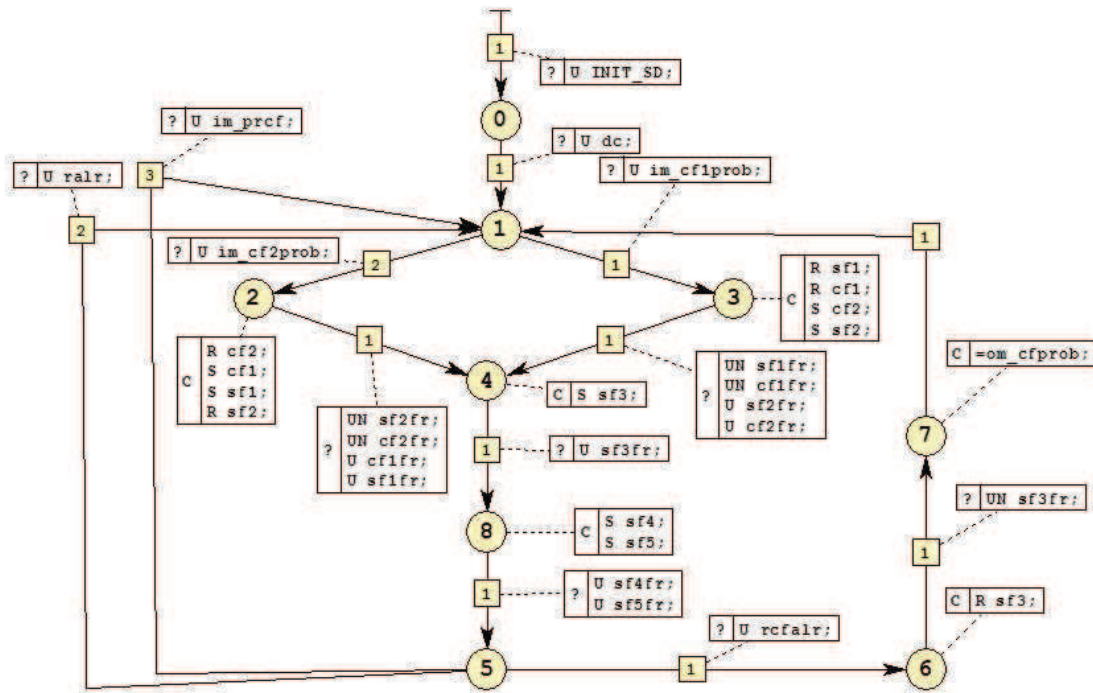 1
? U INIT_SD;
0
? U im_prcf;
1
? U dc;
? U ralr;
3
? U im_cf1prob;
2
1
1
? U im_cf2prob;
2
1
2
3
C
R sf1;
R cf1;
S cf2;
S sf2;
1
1
C
R cf2;
S cf1;
S sf1;
R sf2;
4
C S sf3;
?
UN sf1fr;
UN cf1fr;
U sf2fr;
U cf2fr;
C =om_cfprob;
?
UN sf2fr;
UN cf2fr;
U cf1fr;
U sf1fr;
1
? U sf3fr;
7
8
C
S sf4;
S sf5;
? UN sf3fr;
1
1
?
U sf4fr;
U sf5fr;
C R sf3;
? U rcfalr;
5
1
6